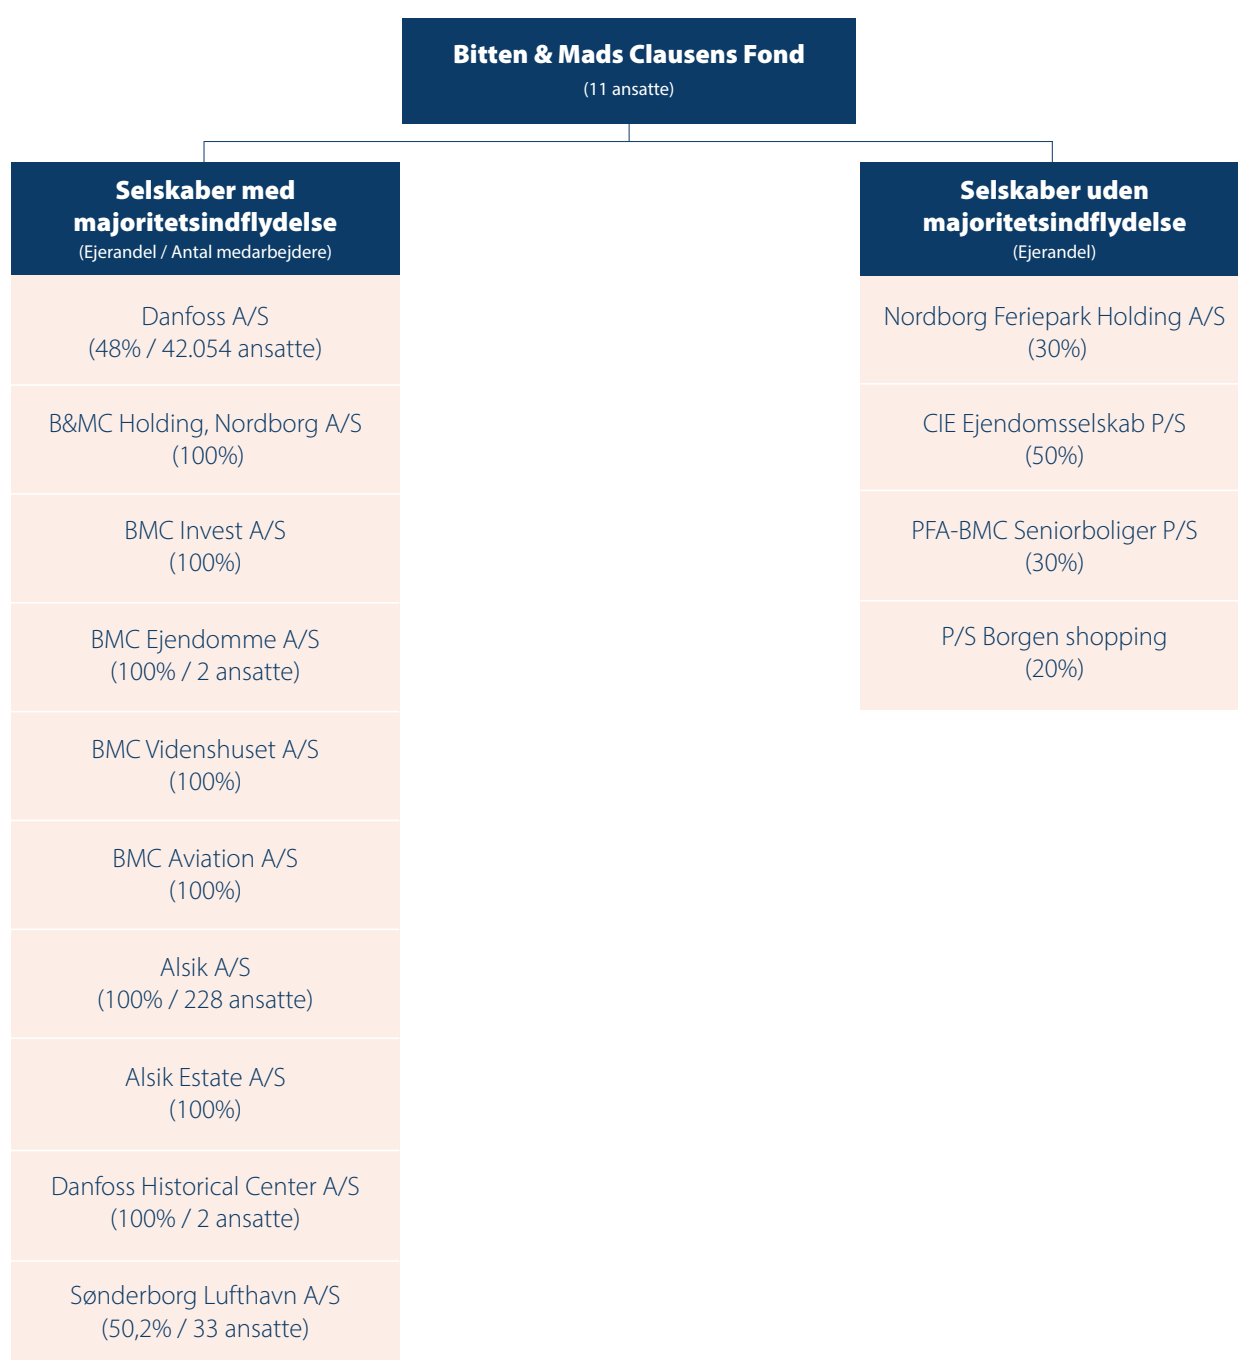 Bitten & Mads Clausens Fond
(11 ansatte)
Selskaber med
majoritetsindflydelse
(Ejerandel / Antal medarbejdere)
Danfoss A/S
(48% / 42.054 ansatte)
B&MC Holding, Nordborg A/S
(100%)
BMC Invest A/S
(100%)
BMC Ejendomme A/S
(100% / 2 ansatte)
BMC Videnshuset A/S
(100%)
BMC Aviation A/S
(100%)
Alsik A/S
(100% / 228 ansatte)
Alsik Estate A/S
(100%)
Danfoss Historical Center A/S
(100% / 2 ansatte)
Sønderborg Lufthavn A/S
(50,2% / 33 ansatte)
Selskaber uden
majoritetsindflydelse
(Ejerandel)
Nordborg Feriepark Holding A/S
(30%)
CIE Ejendomsselskab P/S
(50%)
PFA-BMC Seniorboliger P/S
(30%)
P/S Borgen shopping
(20%)